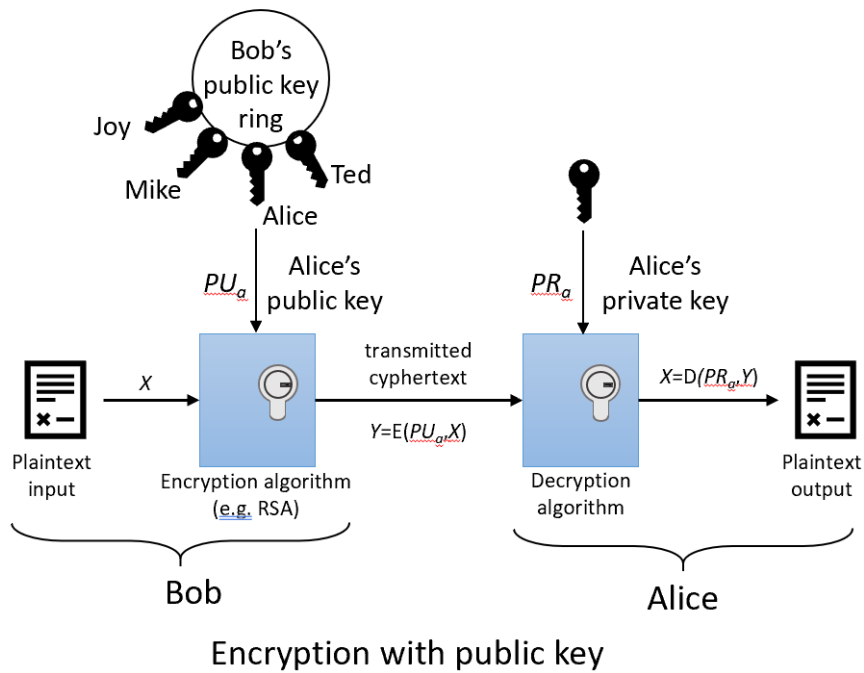 Bob's
public key
ring
Joy
Mike
Alice
Ted
PUa
Alice's
public key
PRa
Alice's
private key
X
transmitted
cyphertext
Y=E(PUa,X)
X=D(PRa,Y)
Plaintext
input
Encryption algorithm
(e.g. RSA)
Decryption
algorithm
Plaintext
output
Bob
Alice
Encryption with public key